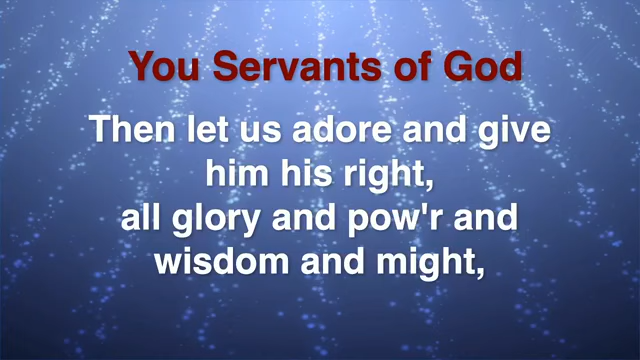 You Servants of God
Then let us adore and give
him his right,
all glory and pow'r and
wisdom and might,